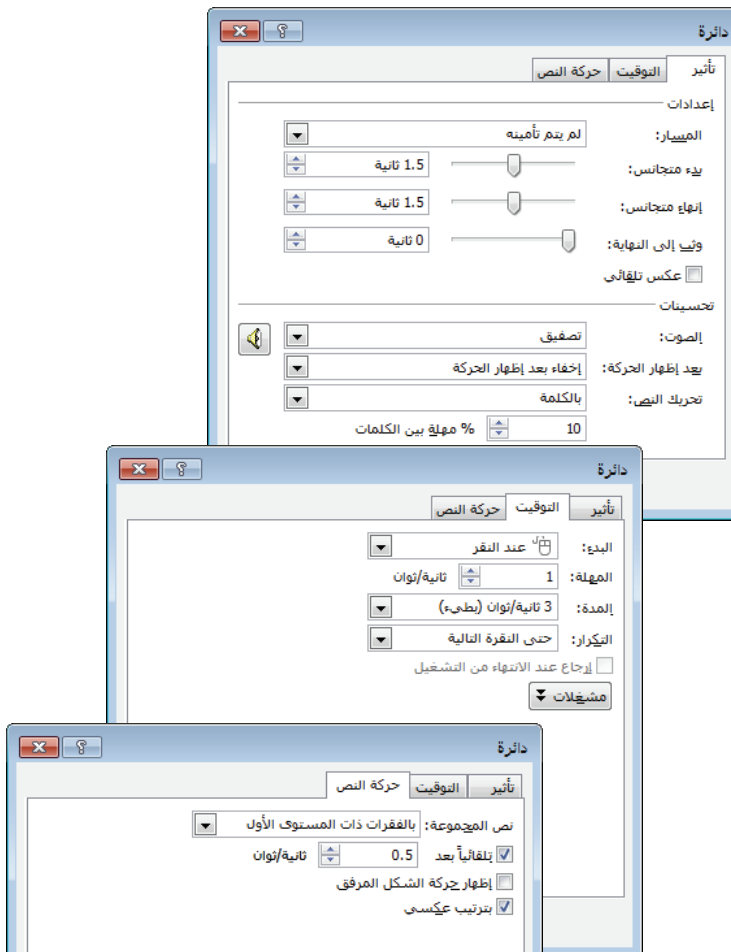 دائرة
تأثير التوقيت حركة النص
إعدادات
المسار: لم يتم تأمينه
بدء متجانس: 1.5 ثانية
إنهاء متجانس: 1.5 ثانية
وثب إلى النهاية: 0 ثانية
عكس تلقائي
تحسينات
الصوت: تصفيق
بعد إظهار الحركة: إخفاء بعد إظهار الحركة
تحريك النص: بالكلمة
10 % مهلة بين الكلمات
دائرة
تأثير التوقيت حركة النص
البدء: عند النقر
المهلة: 1 ثانية/ثوان
المدة: 3 ثانية/ثوان (بطيء)
التكرار: حتى النقرة التالية
إرجاع عند الانتهاء من التشغيل
مشغلات
دائرة
تأثير التوقيت حركة النص
نص المجموعة: بالفقرات ذات المستوى الأول
تلقائياً بعد 0.5 ثانية/ثوان
إظهار حركة الشكل المرفق
بترتيب عكسي